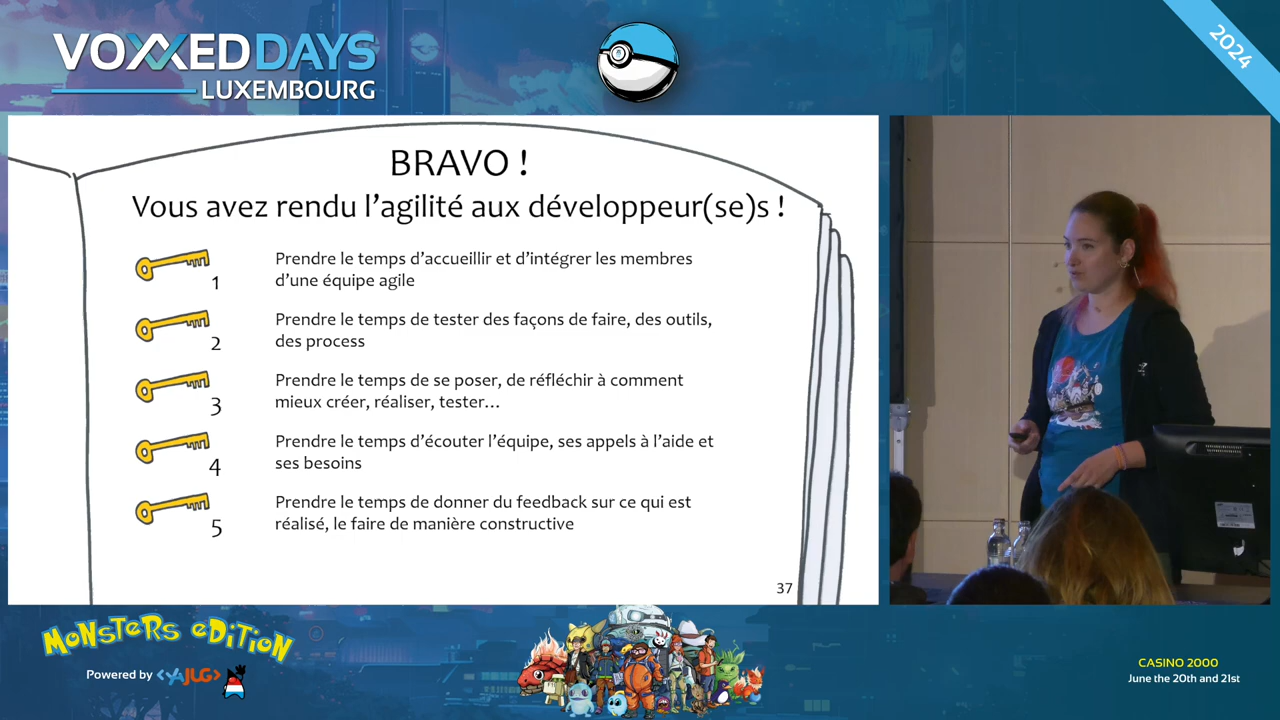 VOXXEDDAYS
LUXEMBOURG
2024
BRAVO !
Vous avez rendu l’agilité aux développeur(se)s !
1
Prendre le temps d’accueillir et d’intégrer les membres
d’une équipe agile
2
Prendre le temps de tester des façons de faire, des outils,
des process
3
Prendre le temps de se poser, de réfléchir à comment
mieux créer, réaliser, tester…
4
Prendre le temps d’écouter l’équipe, ses appels à l’aide et
ses besoins
5
Prendre le temps de donner du feedback sur ce qui est
réalisé, le faire de manière constructive
37
MONSTERS EDITION
Powered by <YAJUG>
CASINO 2000
June the 20th and 21st